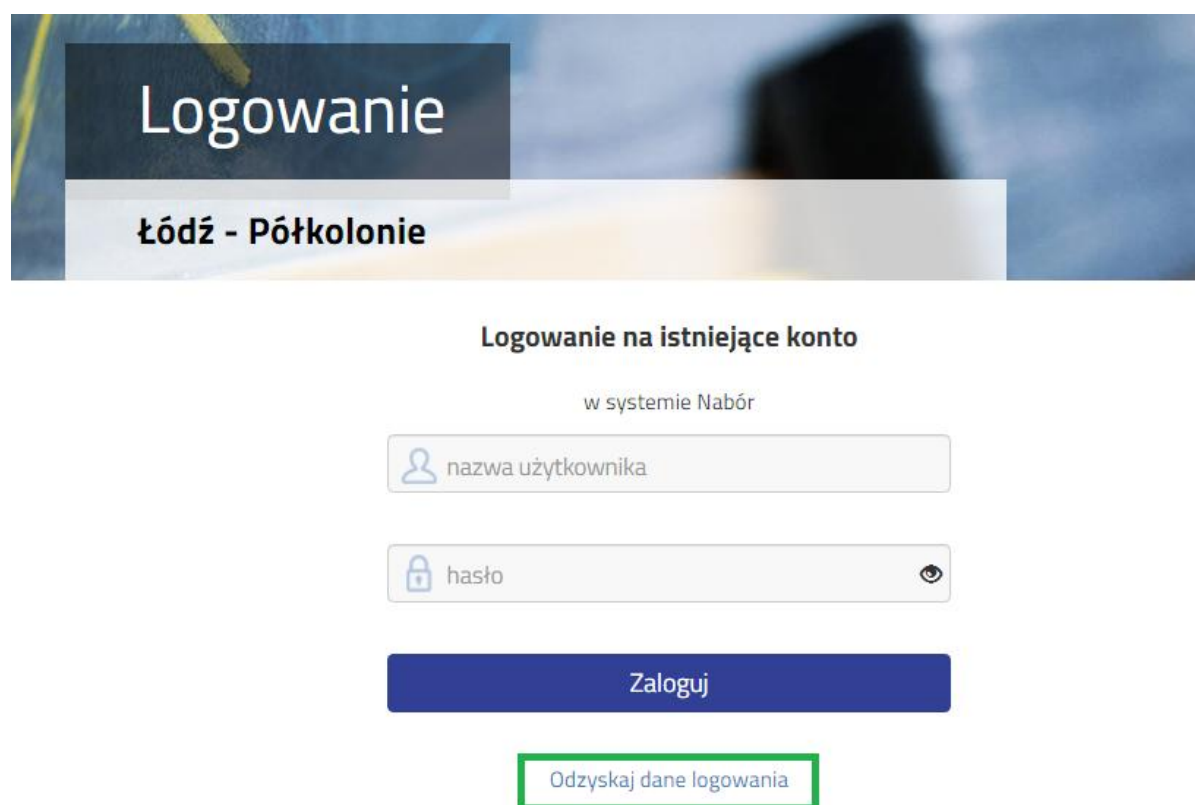 Logowanie
Łódź - Półkolonie
Logowanie na istniejące konto
w systemie Nabór
nazwa użytkownika
hasło
Zaloguj
Odzyskaj dane logowania